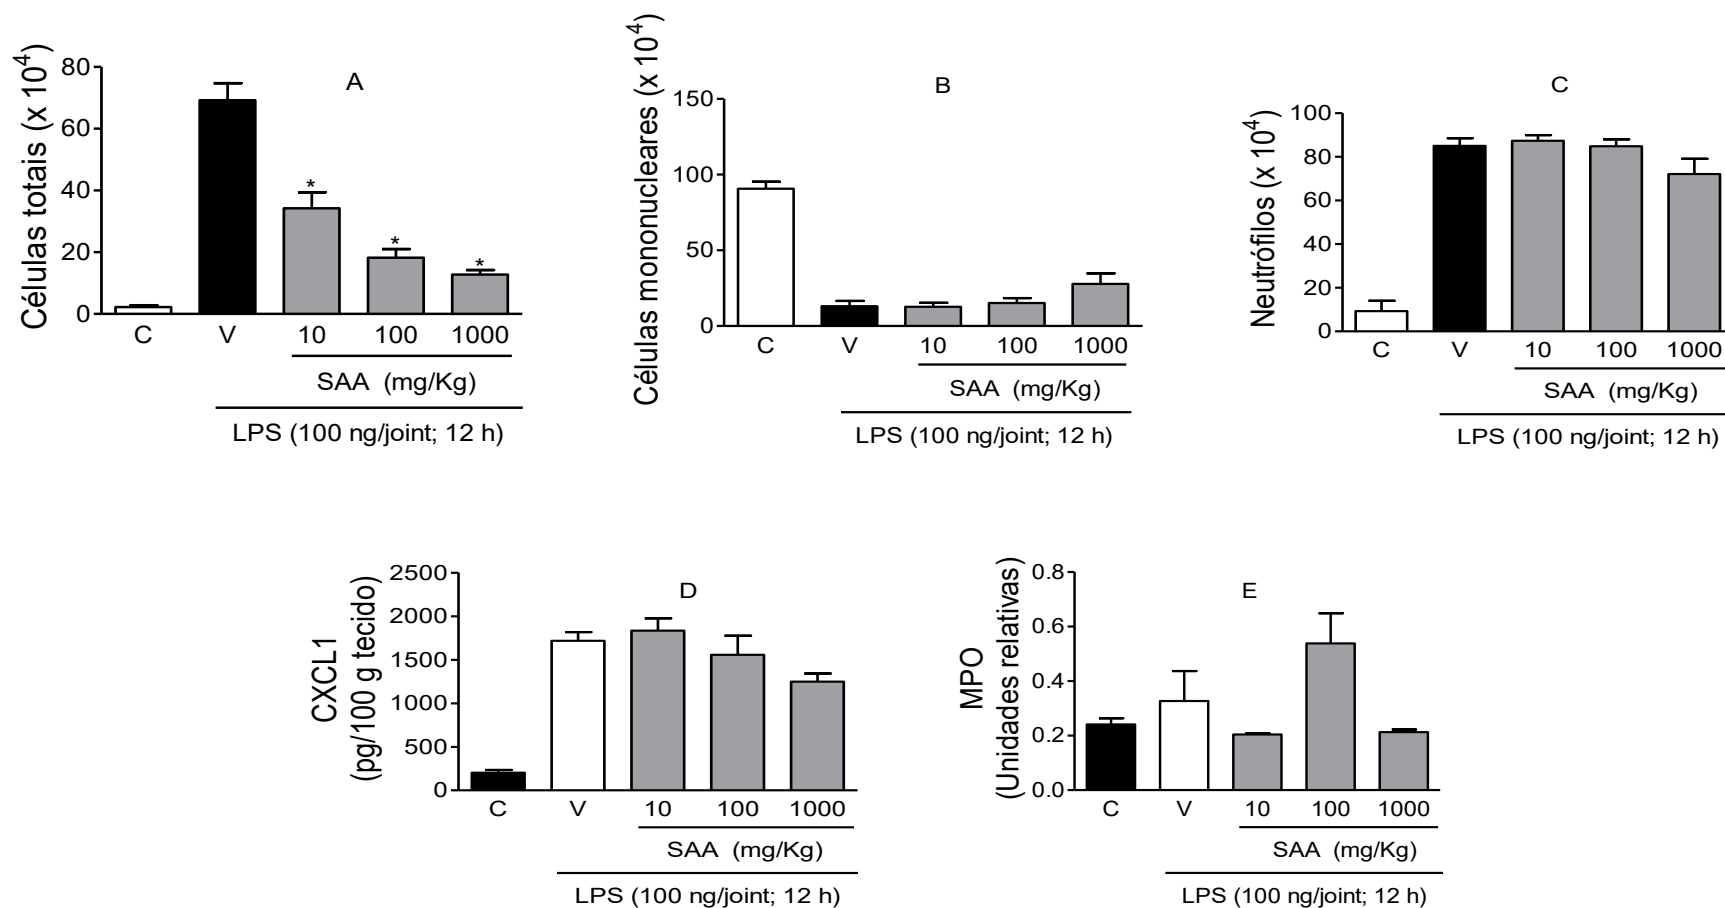 A
Células totais (x 10⁴)
80
60
40
20
0
*
*
*
C V 10 100 1000
SAA (mg/Kg)
LPS (100 ng/joint; 12 h)
B
Células mononucleares (x 10⁴)
150
100
50
0
C V 10 100 1000
SAA (mg/Kg)
LPS (100 ng/joint; 12 h)
C
Neutrófilos (x 10⁴)
100
80
60
40
20
0
C V 10 100 1000
SAA (mg/Kg)
LPS (100 ng/joint; 12 h)
D
CXCL1
(pg/100 g tecido)
2500
2000
1500
1000
500
0
C V 10 100 1000
SAA (mg/Kg)
LPS (100 ng/joint; 12 h)
E
MPO
(Unidades relativas)
0.8
0.6
0.4
0.2
0.0
C V 10 100 1000
SAA (mg/Kg)
LPS (100 ng/joint; 12 h)